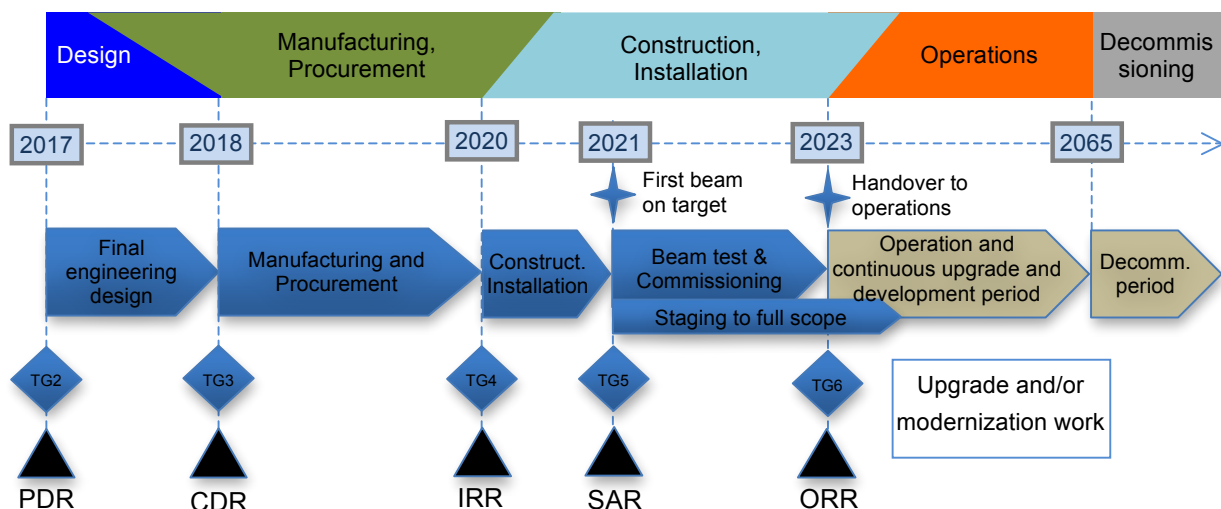 Design
Manufacturing,
Procurement
Construction,
Installation
Operations
Decommis
sioning
2017
2018
2020
2021
2023
2065
First beam
on target
Handover to
operations
Final
engineering
design
Manufacturing and
Procurement
Construct.
Installation
Beam test &
Commissioning
Operation and
continuous upgrade and
development period
Decomm.
period
Staging to full scope
TG2
TG3
TG4
TG5
TG6
Upgrade and/or
modernization work
PDR
CDR
IRR
SAR
ORR